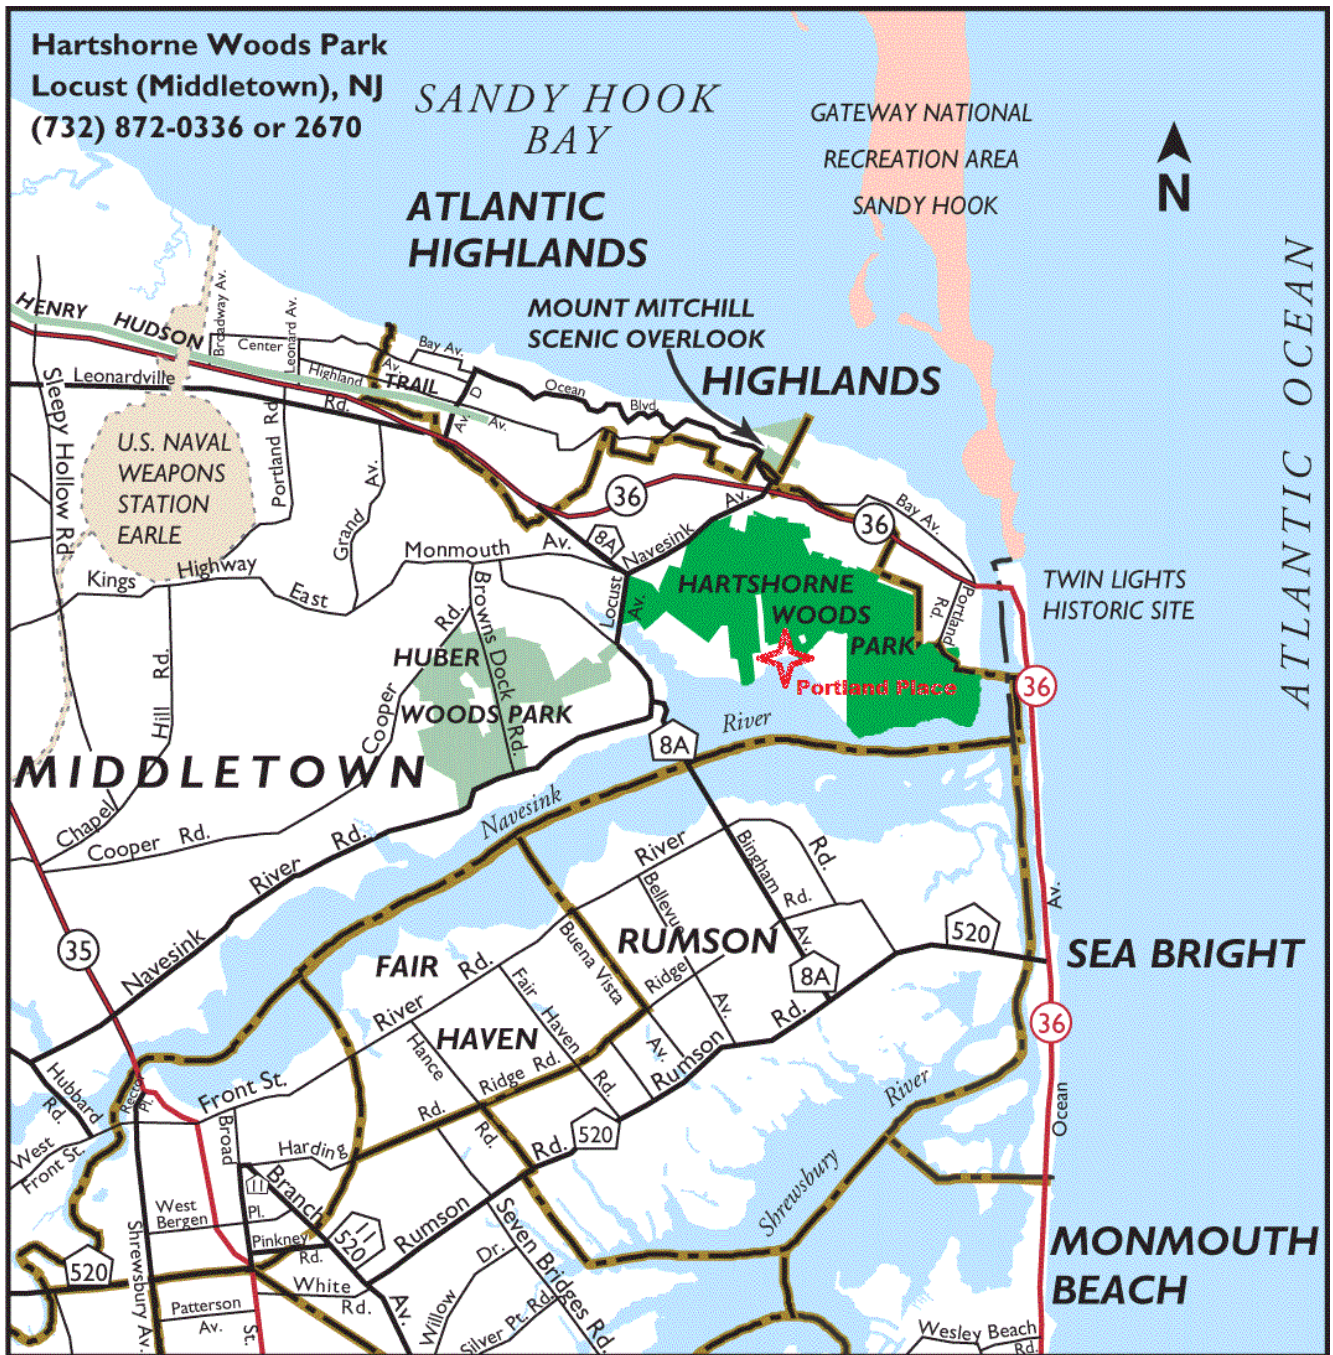 Hartshorne Woods Park
Locust (Middletown), NJ
(732) 872-0336 or 2670
SANDY HOOK
BAY
GATEWAY NATIONAL
RECREATION AREA
SANDY HOOK
N
ATLANTIC
HIGHLANDS
MOUNT MITCHILL
SCENIC OVERLOOK
HIGHLANDS
ATLANTIC OCEAN
HENRY HUDSON TRAIL
Broadway Av.
Center
Leonard Av.
Bay Av.
Av.
Highland
Av.
Av. D
Ocean
Blvd.
Leonardville
Rd.
Sleepy Hollow Rd.
U.S. NAVAL
WEAPONS
STATION
EARLE
Portland Rd.
Grand Av.
36
36
Bay Av.
8A
Navesink Av.
Monmouth Av.
Kings Highway East
Locust Av.
HARTSHORNE
WOODS
PARK
Portland Rd.
TWIN LIGHTS
HISTORIC SITE
Portland Place
36
Browns Dock Rd.
HUBER
WOODS PARK
Cooper Rd.
Hill Rd.
Chapel
MIDDLETOWN
8A
River
Navesink
Cooper Rd.
Navesink River Rd.
35
River Rd.
Bingham Av.
Bellevue Av.
Rd.
Buena Vista Av.
RUMSON
Ridge
520
SEA BRIGHT
8A
FAIR
HAVEN
River Rd.
Fair Haven Rd.
Hance Rd.
Ridge Rd.
Rd.
Rumson Rd.
36
Ocean Av.
River
Shrewsbury
Hubbard Rd.
Rector Pl.
Front St.
West
Front St.
Broad
Harding
Rd.
520
11
Branch
Av.
Pl.
West
Bergen
Pinkney
Rd.
11
520
Rumson
Rd.
Seven Bridges Rd.
520
Shrewsbury Av.
White
Rd.
Patterson
Av.
St.
Willow
Dr.
Silver Pt. Rd.
MONMOUTH
BEACH
Wesley Beach
Rd.